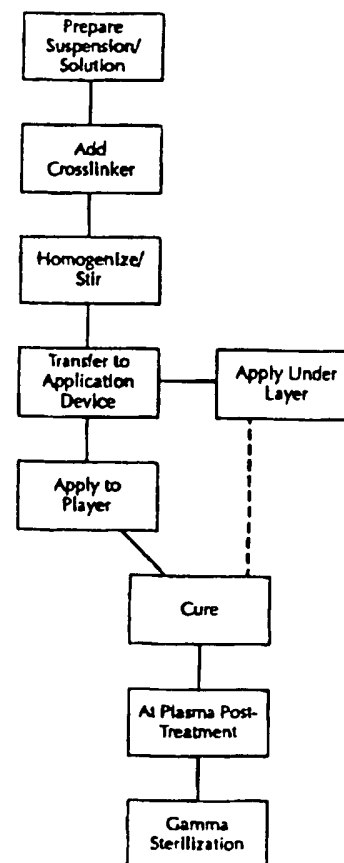 Prepare
Suspension/
Solution
Add
Crosslinker
Homogenize/
Stir
Transfer to
Application
Device
Apply Under
Layer
Apply to
Player
Cure
At Plasma Post-
Treatment
Gamma
Sterilization